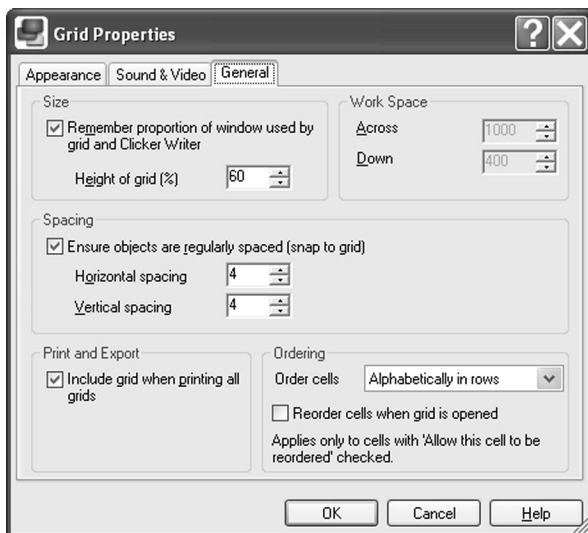 Grid Properties
Appearance
Sound & Video
General
Size
Remember proportion of window used by
grid and Clicker Writer
Height of grid (%)
60
Work Space
Across
1000
Down
400
Spacing
Ensure objects are regularly spaced (snap to grid)
Horizontal spacing
4
Vertical spacing
4
Print and Export
Include grid when printing all
grids
Ordering
Order cells
Alphabetically in rows
Reorder cells when grid is opened
Applies only to cells with 'Allow this cell to be
reordered' checked.
OK
Cancel
Help